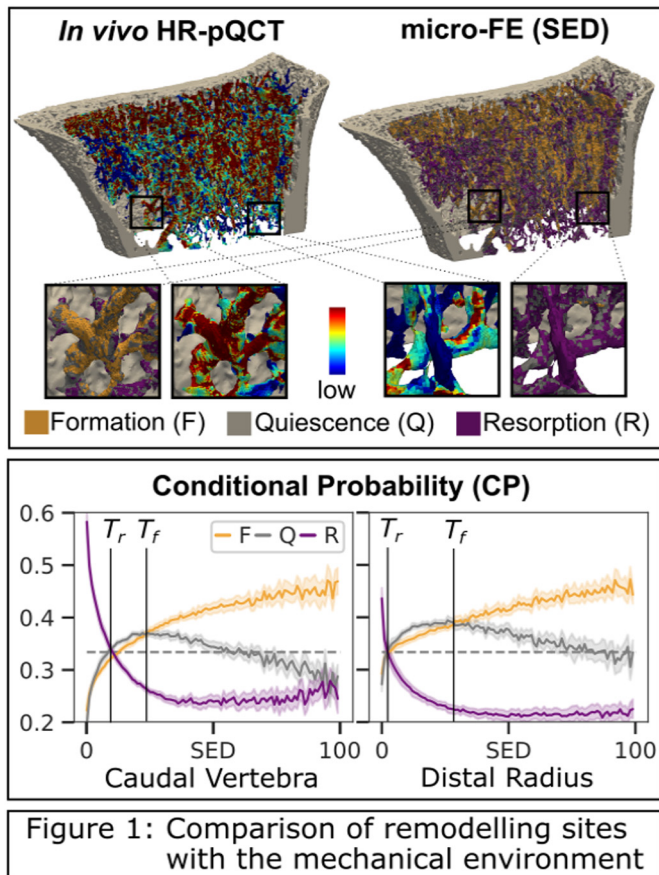 In vivo HR-pQCT micro-FE (SED)
low
Formation (F) Quiescence (Q) Resorption (R)
Conditional Probability (CP)
0.6
0.5
0.4
0.3
0.2
Tr Tf
F Q R
Tr Tf
0 SED 100
0 SED 100
Caudal Vertebra
Distal Radius
Figure 1: Comparison of remodelling sites
with the mechanical environment